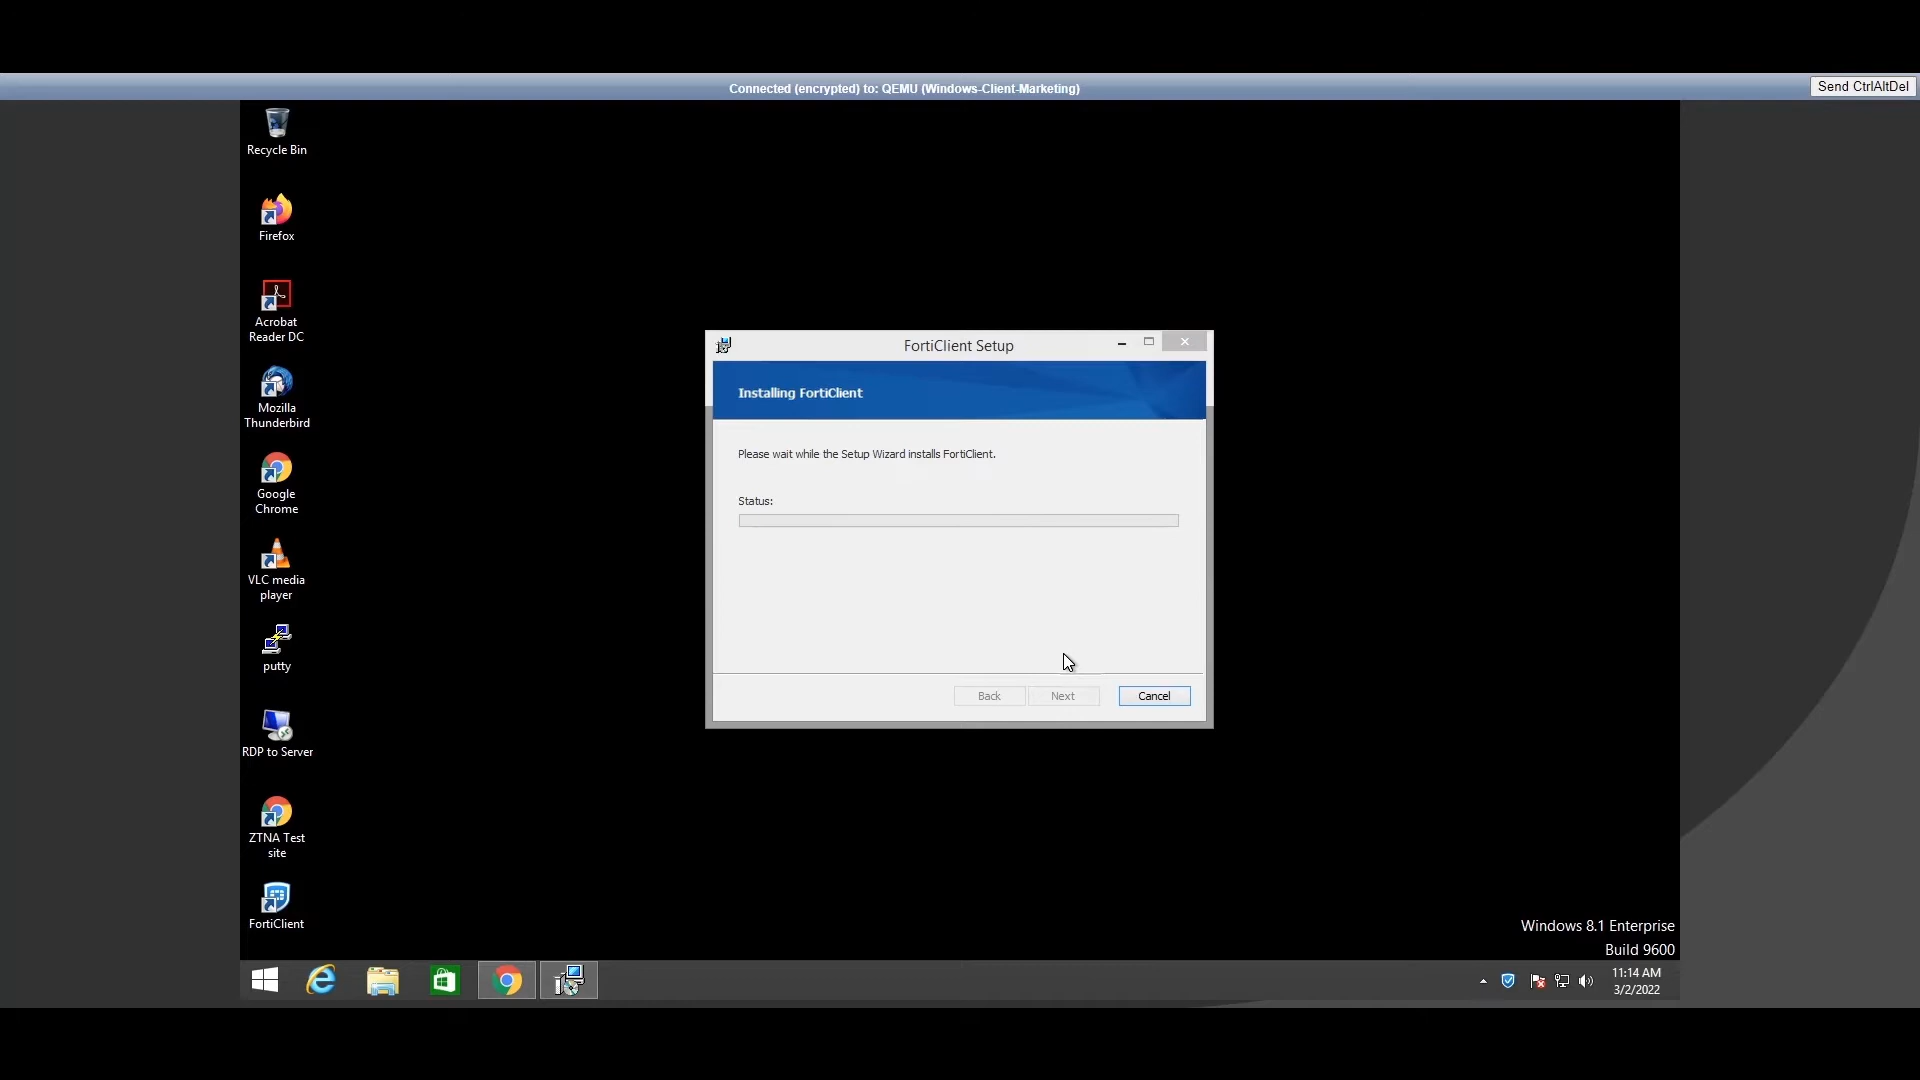 Connected (encrypted) to: QEMU (Windows-Client-Marketing)
Send CtrlAltDel
Recycle Bin
Firefox
Acrobat
Reader DC
Mozilla
Thunderbird
Google
Chrome
VLC media
player
putty
RDP to Server
ZTNA Test
site
FortiClient
FortiClient Setup
Installing FortiClient
Please wait while the Setup Wizard installs FortiClient.
Status:
Back
Next
Cancel
Windows 8.1 Enterprise
Build 9600
11:14 AM
3/2/2022